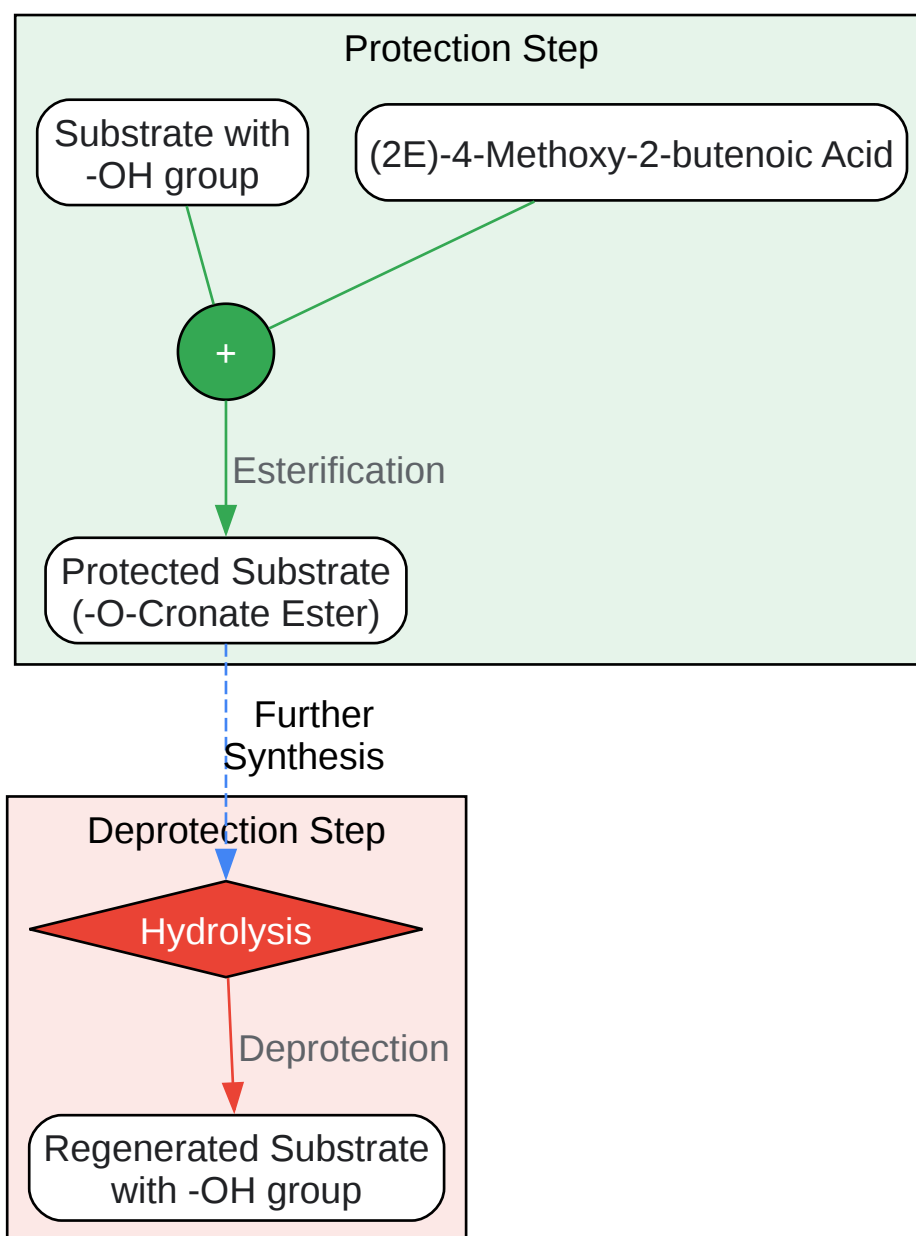 Protection Step
Substrate with
-OH group
(2E)-4-Methoxy-2-butenoic Acid
+
Esterification
Protected Substrate
(-O-Cronate Ester)
Further
Synthesis
Deprotection Step
Hydrolysis
Deprotection
Regenerated Substrate
with -OH group